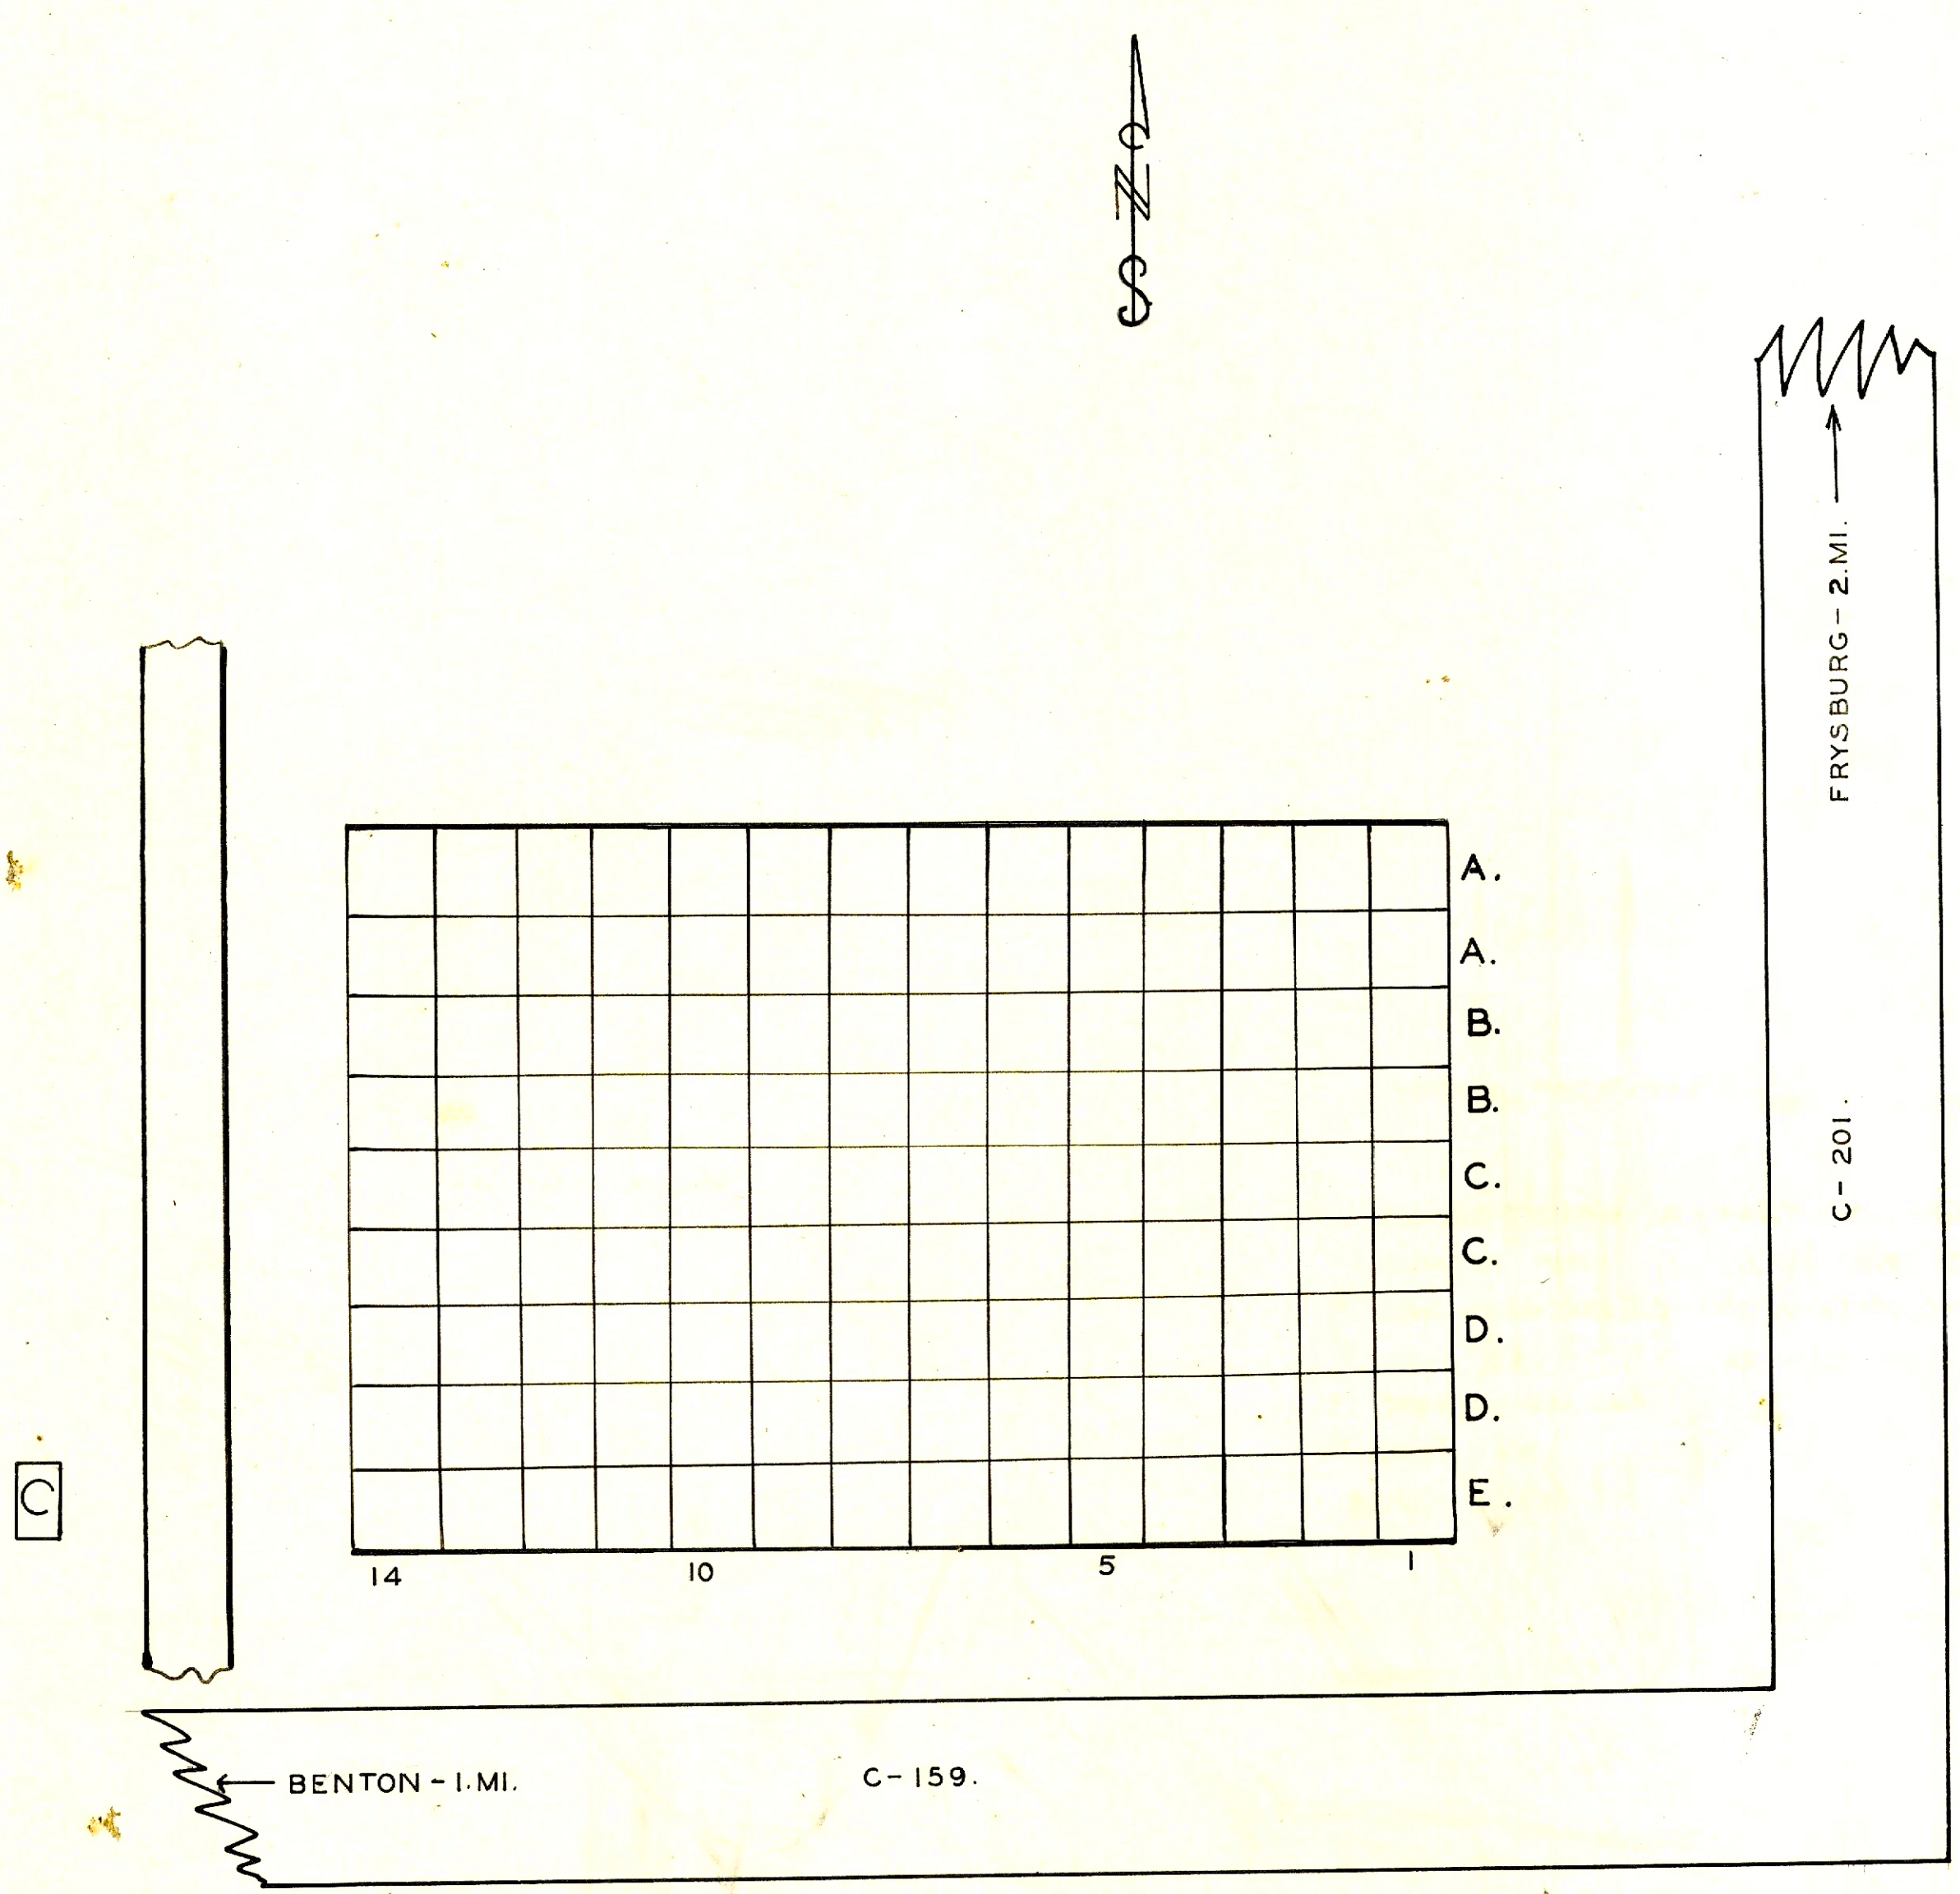 N
S
FRYSBURG-2.MI.
A.
A.
B.
B.
C.
C.
D.
D.
E.
C-201.
C
14 10 5 1
BENTON-1.MI.
C-159.